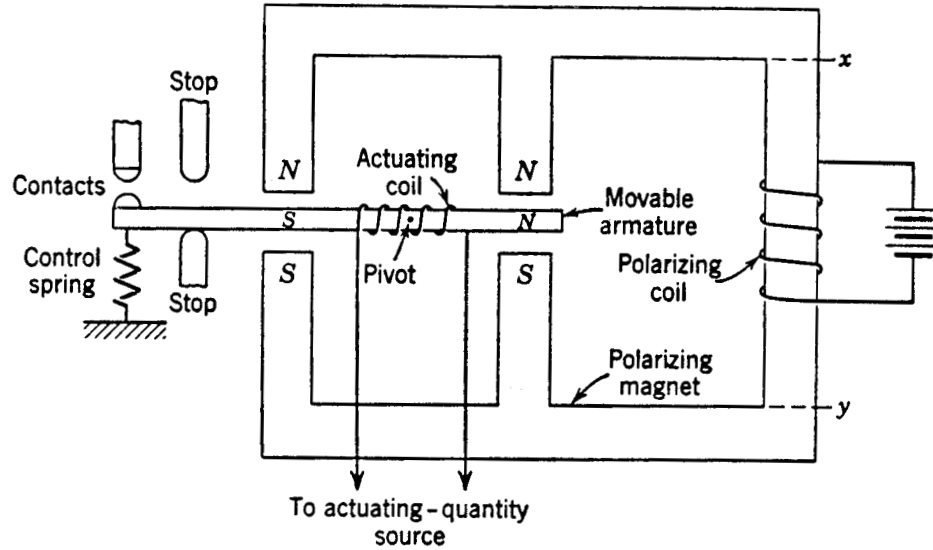 Stop
x
N
N
Actuating
coil
Contacts
Movable
armature
S
N
Pivot
Control
spring
S
S
Polarizing
coil
Stop
Polarizing
magnet
y
To actuating-quantity
source